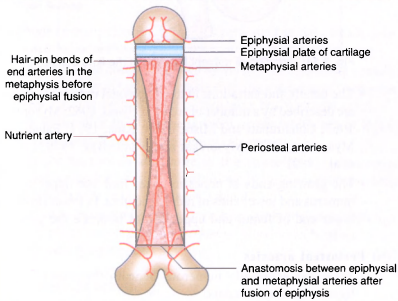 Epiphysial arteries
Epiphysial plate of cartilage
Metaphysial arteries
Hair-pin bends of
end arteries in the
metaphysis before
epiphysial fusion
Nutrient artery
Periosteal arteries
Anastomosis between epiphysial
and metaphysial arteries after
fusion of epiphysis